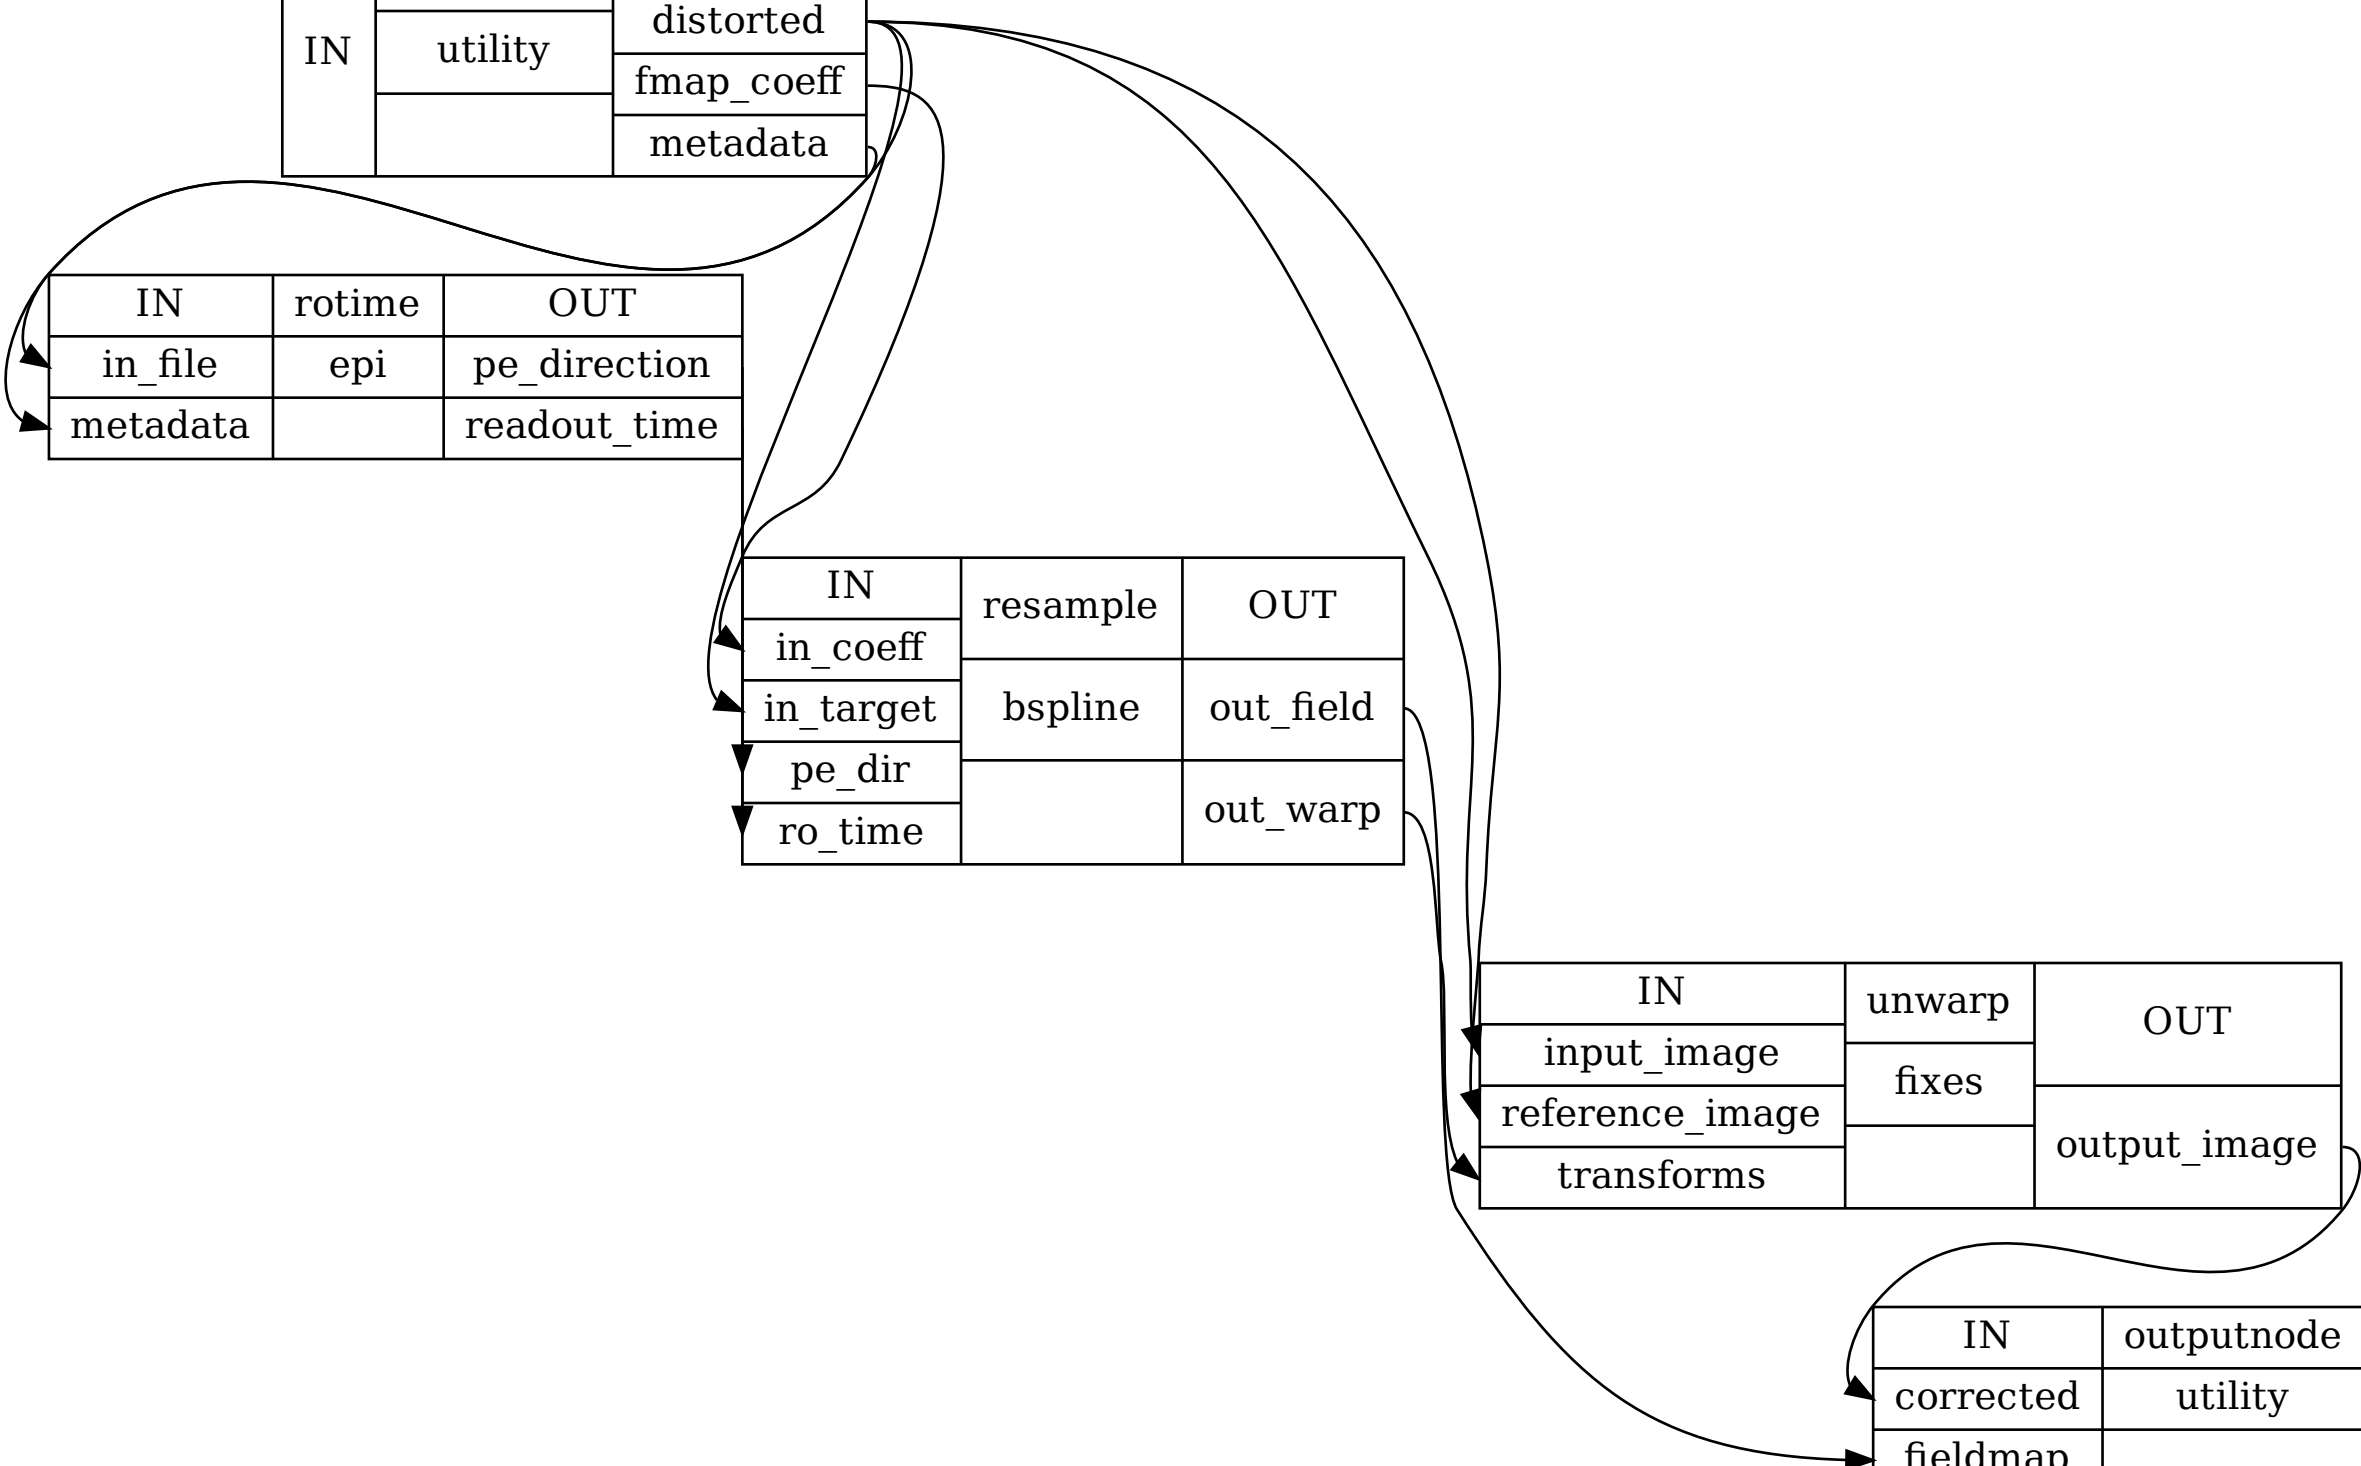 distorted
IN
utility
fmap_coeff
metadata
IN rotime OUT
in_file epi pe_direction
metadata readout_time
IN
resample OUT
in_coeff
in_target bspline out_field
pe_dir
out_warp
ro_time
IN unwarp
OUT
input_image
fixes
reference_image
output_image
transforms
IN outputnode
corrected utility
fieldmap